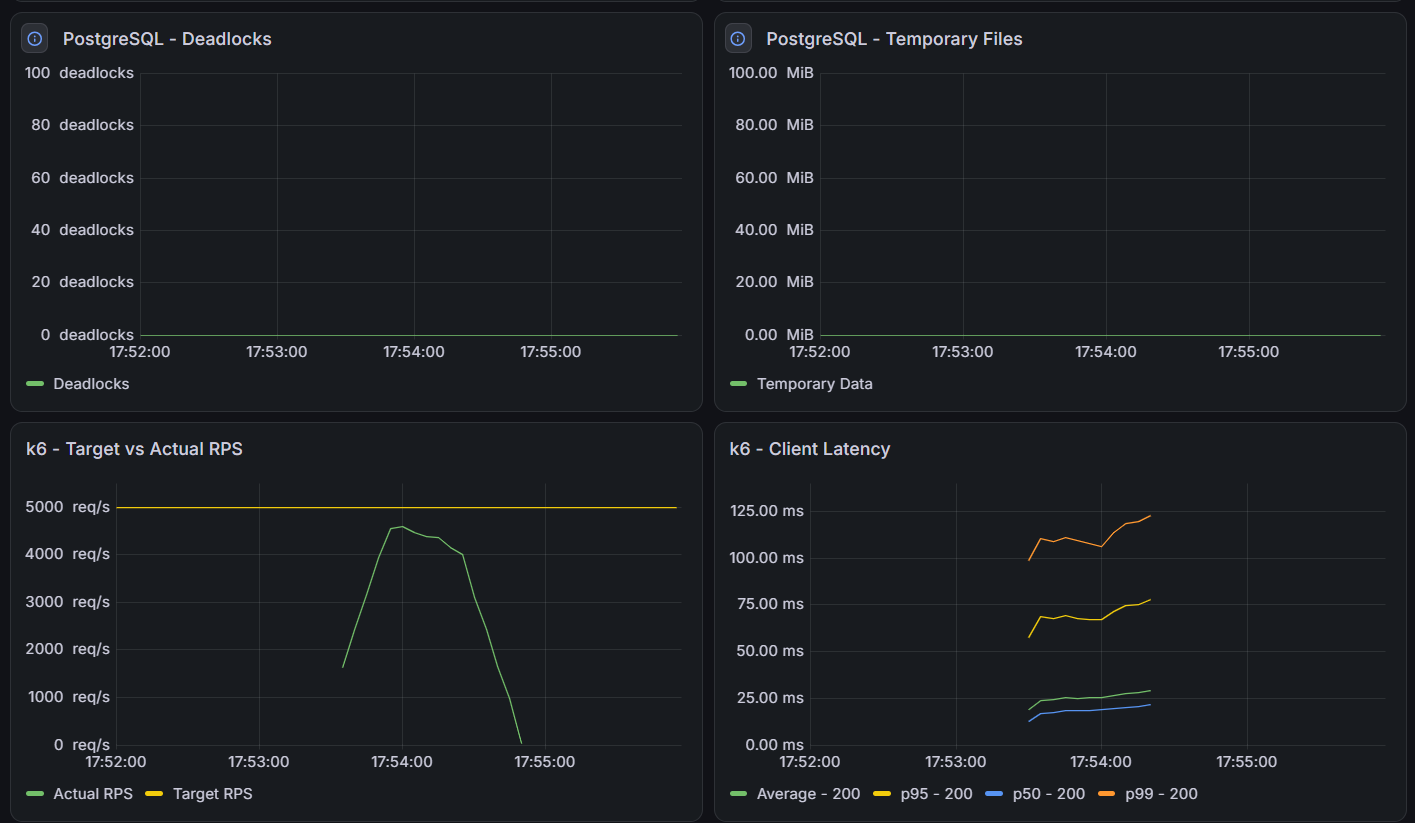 PostgreSQL - Deadlocks
100 deadlocks
80 deadlocks
60 deadlocks
40 deadlocks
20 deadlocks
0 deadlocks
17:52:00 17:53:00 17:54:00 17:55:00
Deadlocks
PostgreSQL - Temporary Files
100.00 MiB
80.00 MiB
60.00 MiB
40.00 MiB
20.00 MiB
0.00 MiB
17:52:00 17:53:00 17:54:00 17:55:00
Temporary Data
k6 - Target vs Actual RPS
5000 req/s
4000 req/s
3000 req/s
2000 req/s
1000 req/s
0 req/s
17:52:00 17:53:00 17:54:00 17:55:00
Actual RPS Target RPS
k6 - Client Latency
125.00 ms
100.00 ms
75.00 ms
50.00 ms
25.00 ms
0.00 ms
17:52:00 17:53:00 17:54:00 17:55:00
Average - 200 p95 - 200 p50 - 200 p99 - 200